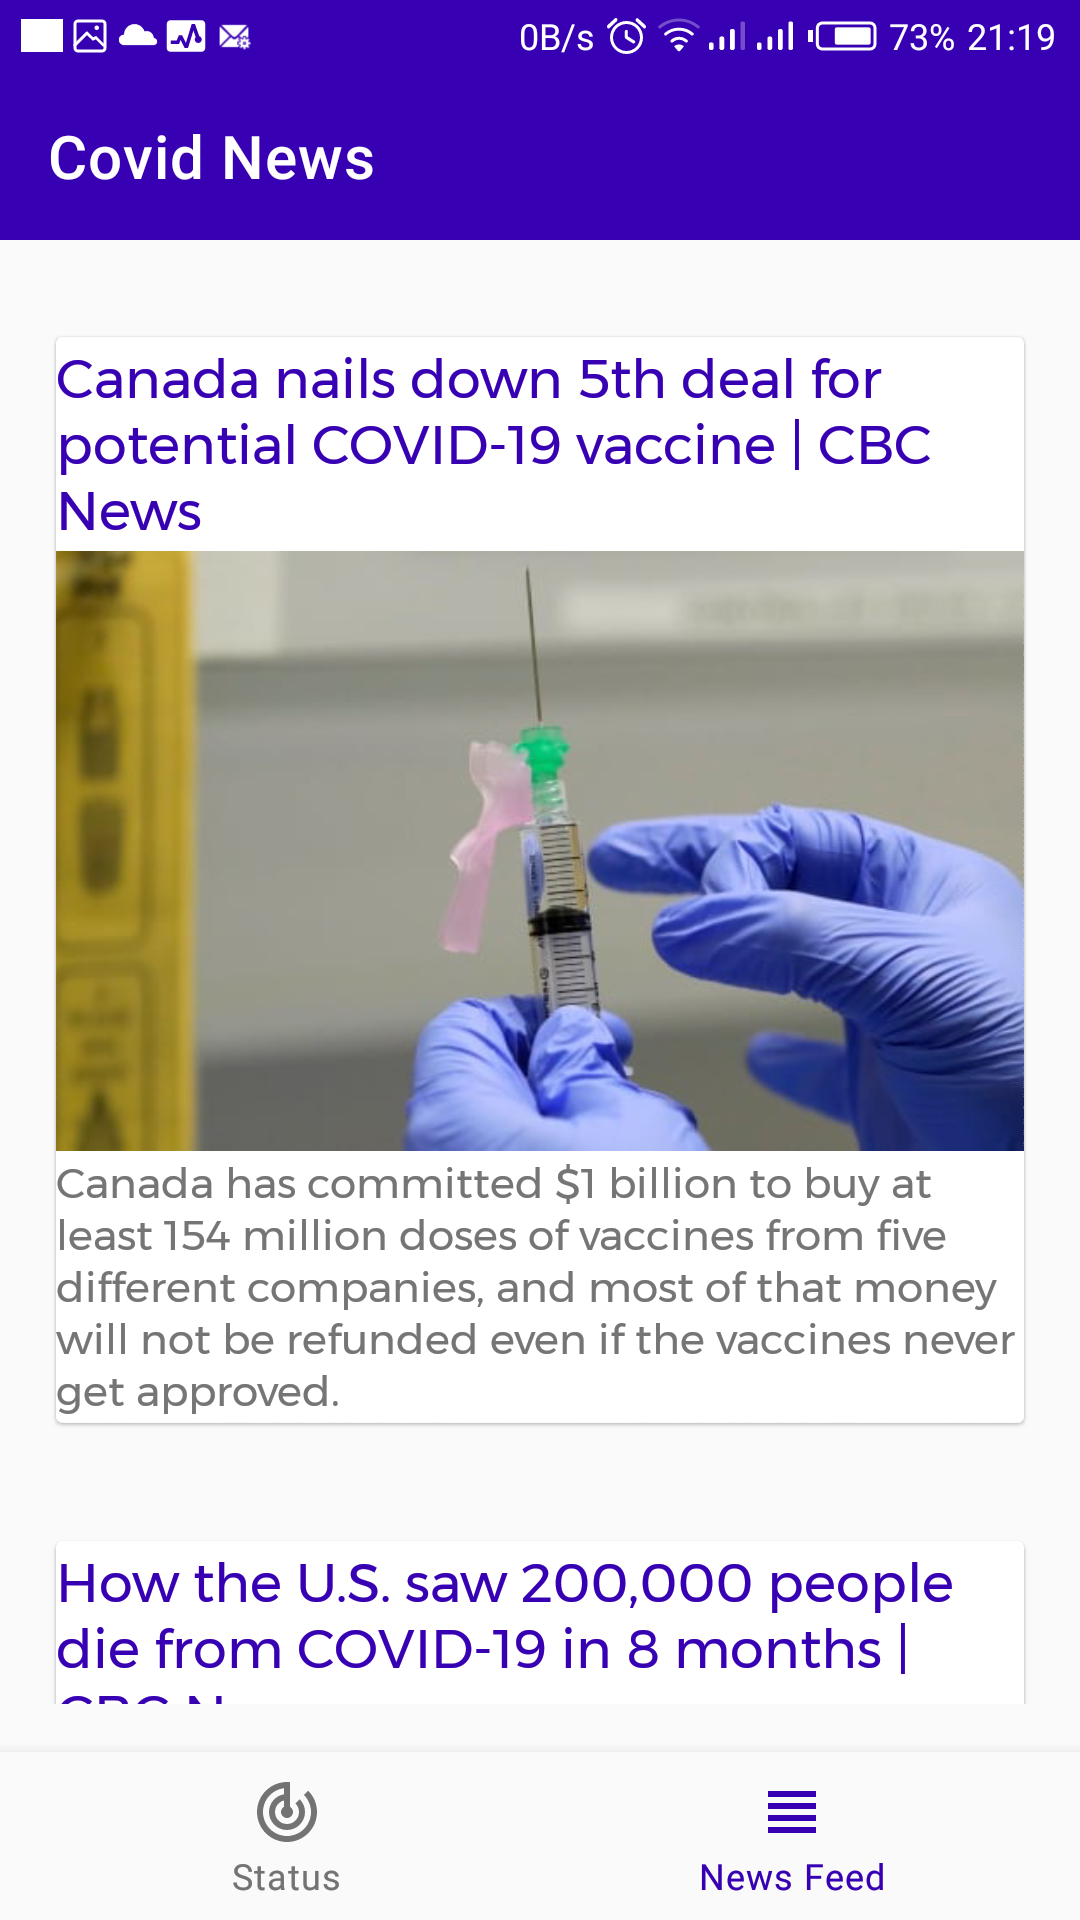 0B/s 73% 21:19
Covid News
Canada nails down 5th deal for
potential COVID-19 vaccine | CBC
News
Canada has committed $1 billion to buy at
least 154 million doses of vaccines from five
different companies, and most of that money
will not be refunded even if the vaccines never
get approved.
How the U.S. saw 200,000 people
die from COVID-19 in 8 months |
Status
News Feed